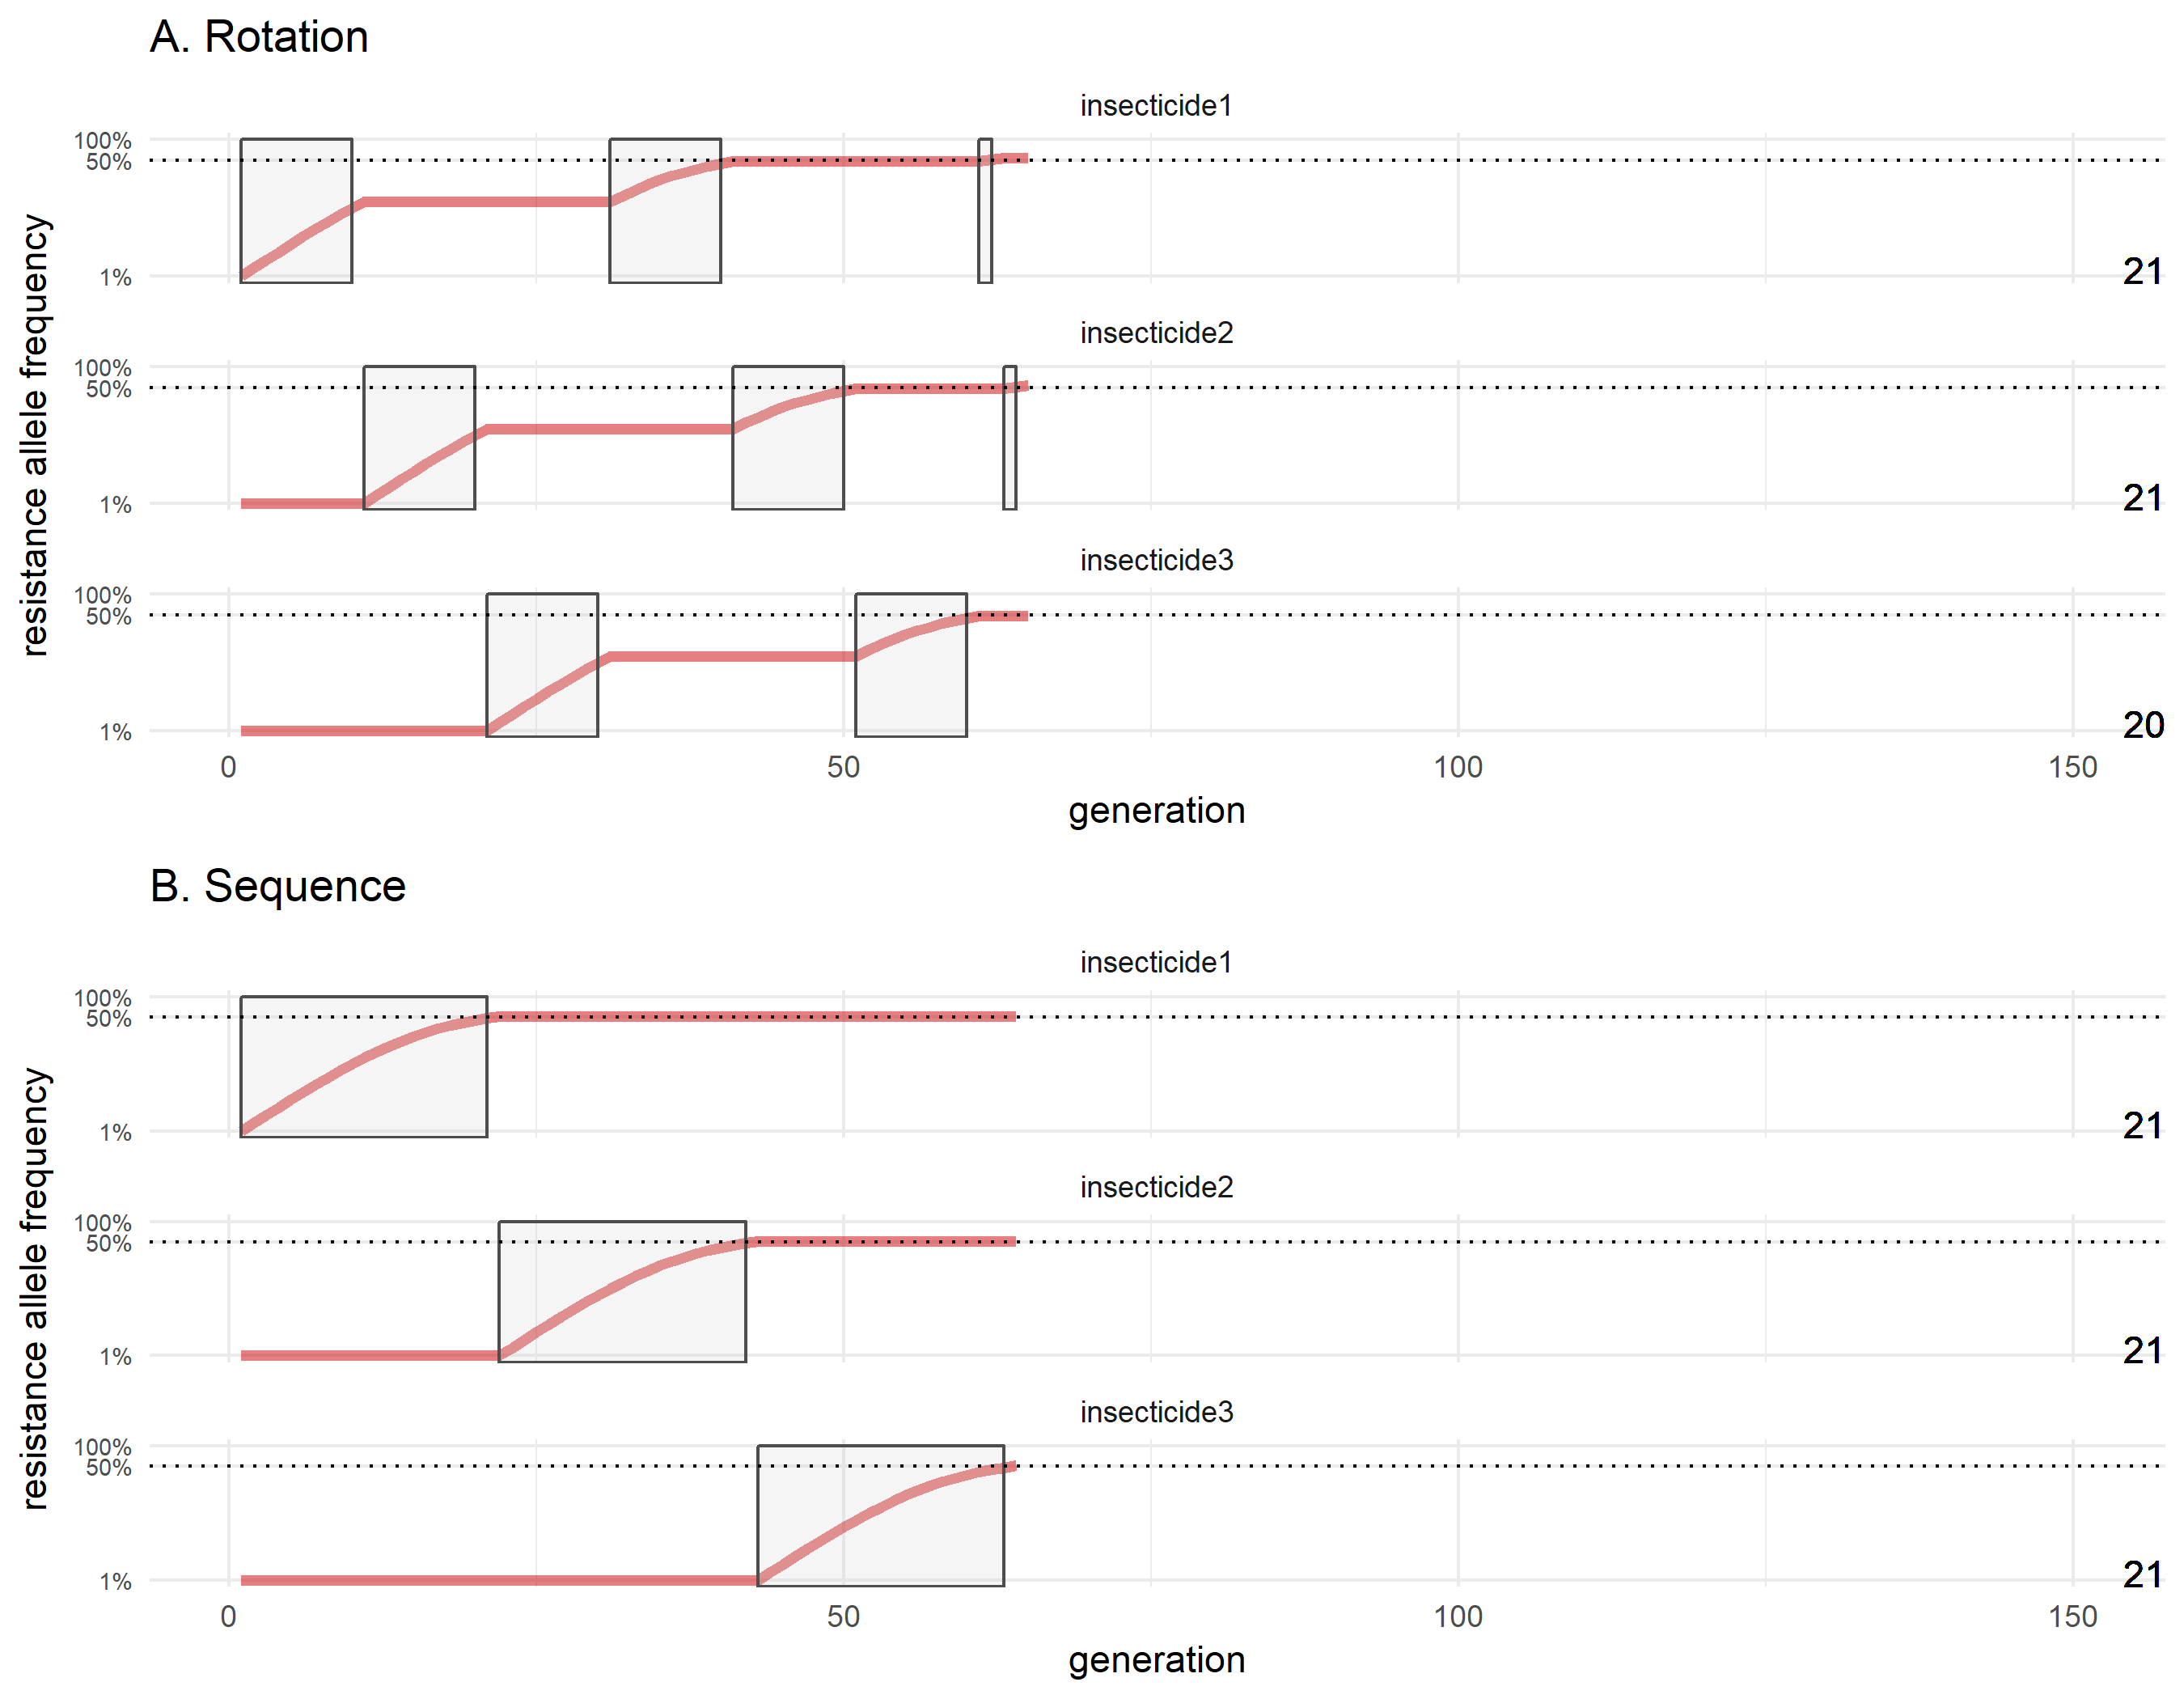 A. Rotation
insecticide1
100%
50%
1%
21
insecticide2
100%
50%
1%
21
insecticide3
100%
50%
1%
20
0 50 100 150
generation
resistance allele frequency
B. Sequence
insecticide1
100%
50%
1%
21
insecticide2
100%
50%
1%
21
insecticide3
100%
50%
1%
21
0 50 100 150
generation
resistance allele frequency